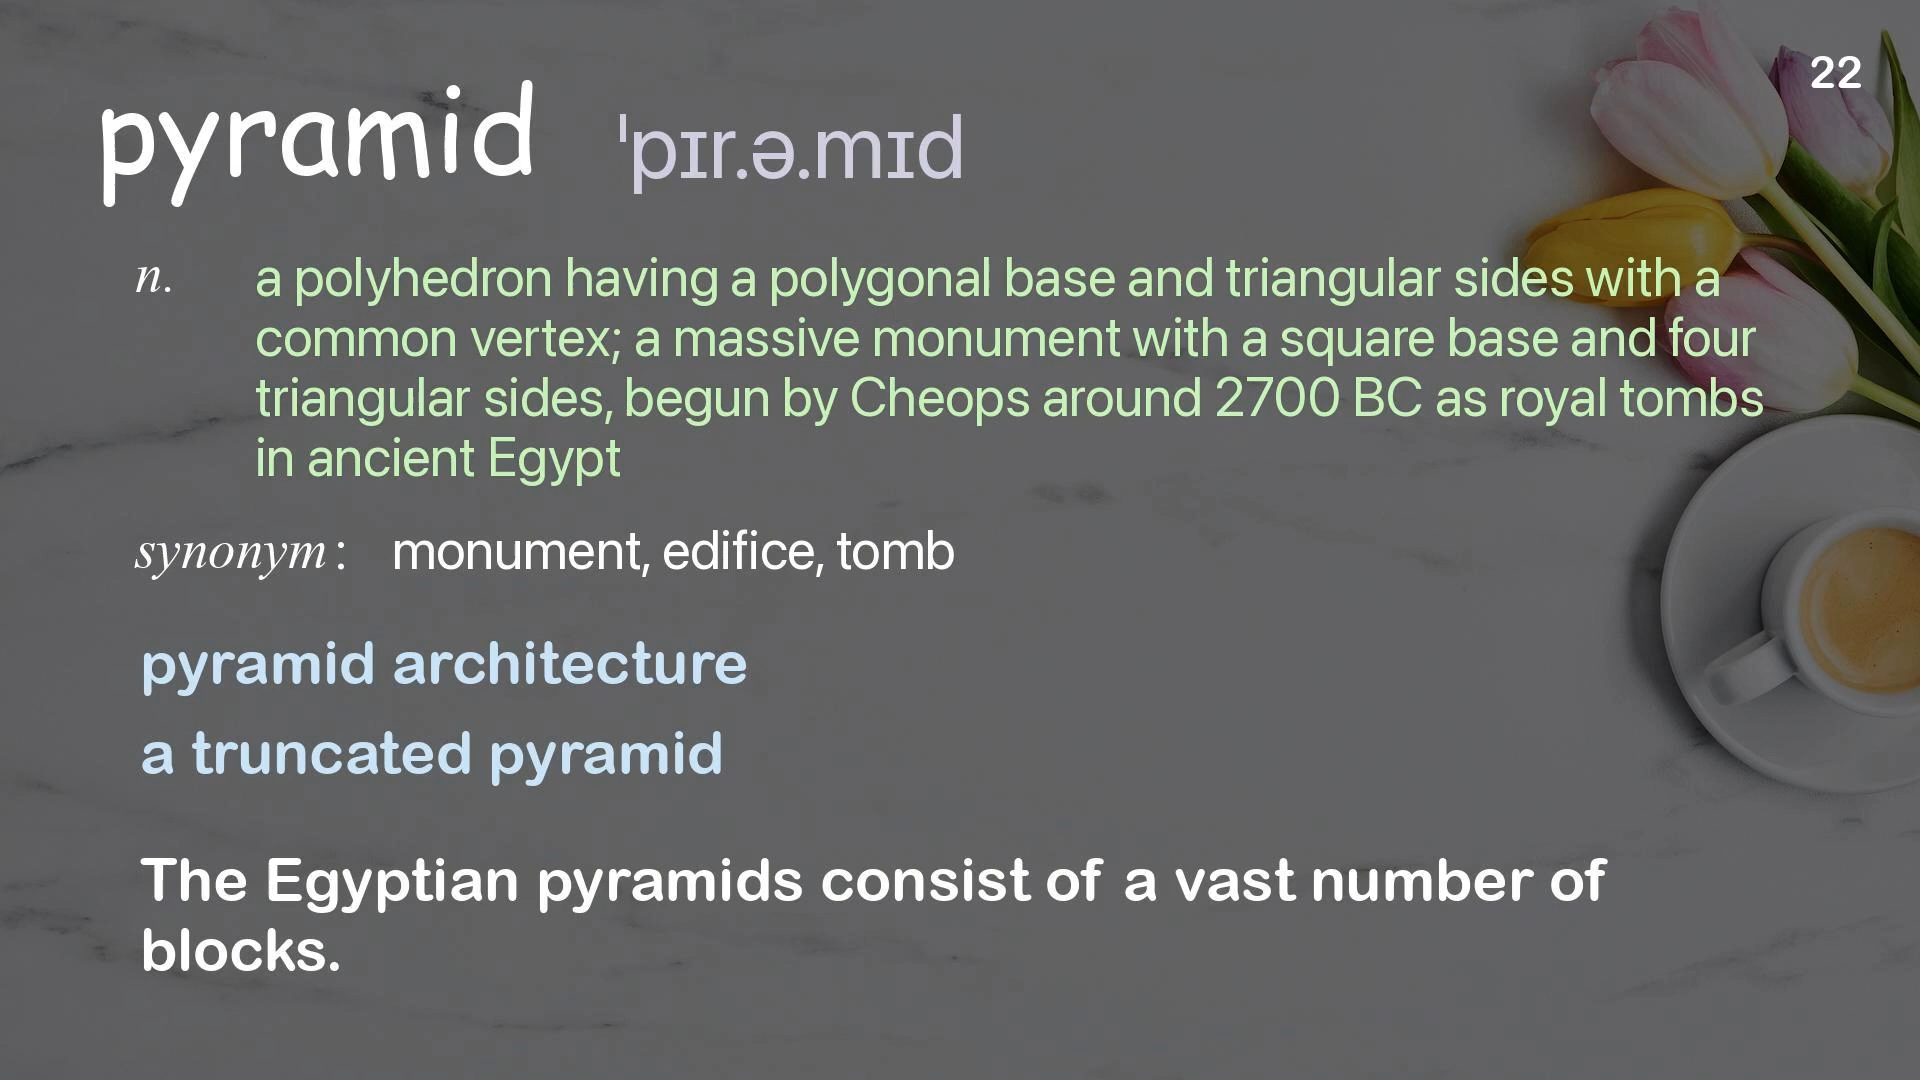 22
pyramid ˈpɪr.ə.mɪd
n. a polyhedron having a polygonal base and triangular sides with a
common vertex; a massive monument with a square base and four
triangular sides, begun by Cheops around 2700 BC as royal tombs
in ancient Egypt
synonym: monument, edifice, tomb
pyramid architecture
a truncated pyramid
The Egyptian pyramids consist of a vast number of
blocks.